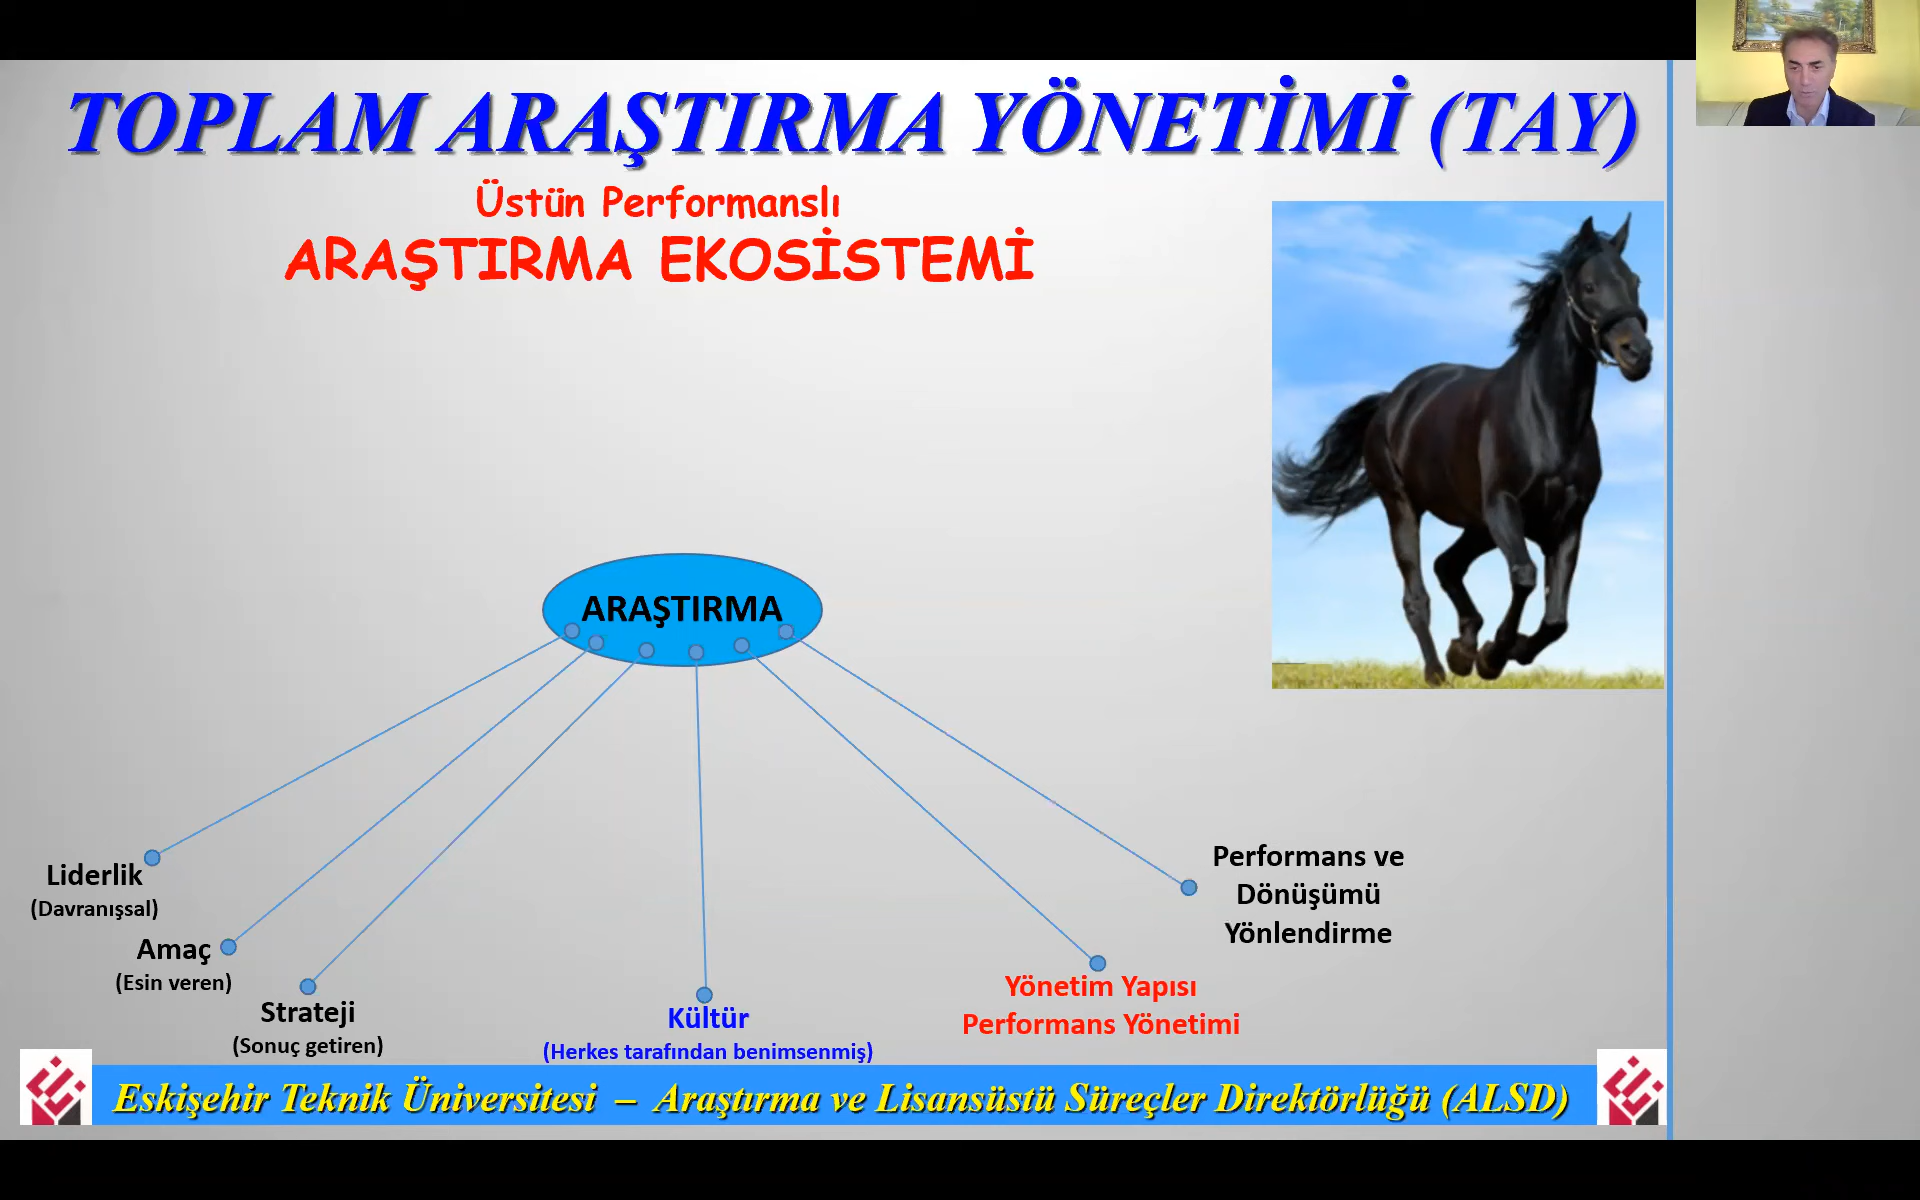 TOPLAM ARAŞTIRMA YÖNETİMİ (TAY)
Üstün Performanslı
ARAŞTIRMA EKOSİSTEMİ
ARAŞTIRMA
Liderlik
(Davranışsal)
Amaç
(Esin veren)
Strateji
(Sonuç getiren)
Kültür
(Herkes tarafından benimsenmiş)
Yönetim Yapısı
Performans Yönetimi
Performans ve
Dönüşümü
Yönlendirme
Eskişehir Teknik Üniversitesi – Araştırma ve Lisansüstü Süreçler Direktörlüğü (ALSD)